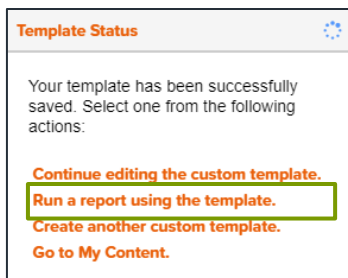 Template Status
Your template has been successfully
saved. Select one from the following
actions:
Continue editing the custom template.
Run a report using the template.
Create another custom template.
Go to My Content.